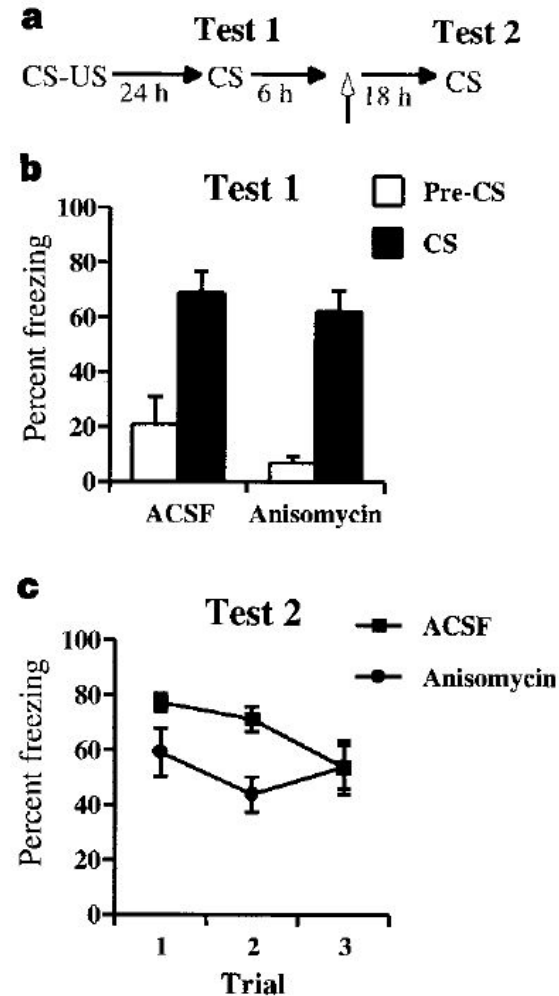 a
Test 1 Test 2
CS-US 24 h CS 6 h 18 h CS
b
Test 1
Pre-CS
CS
Percent freezing
100
80
60
40
20
0
ACSF Anisomycin
c
Test 2
ACSF
Anisomycin
Percent freezing
100
80
60
40
20
0
1 2 3
Trial